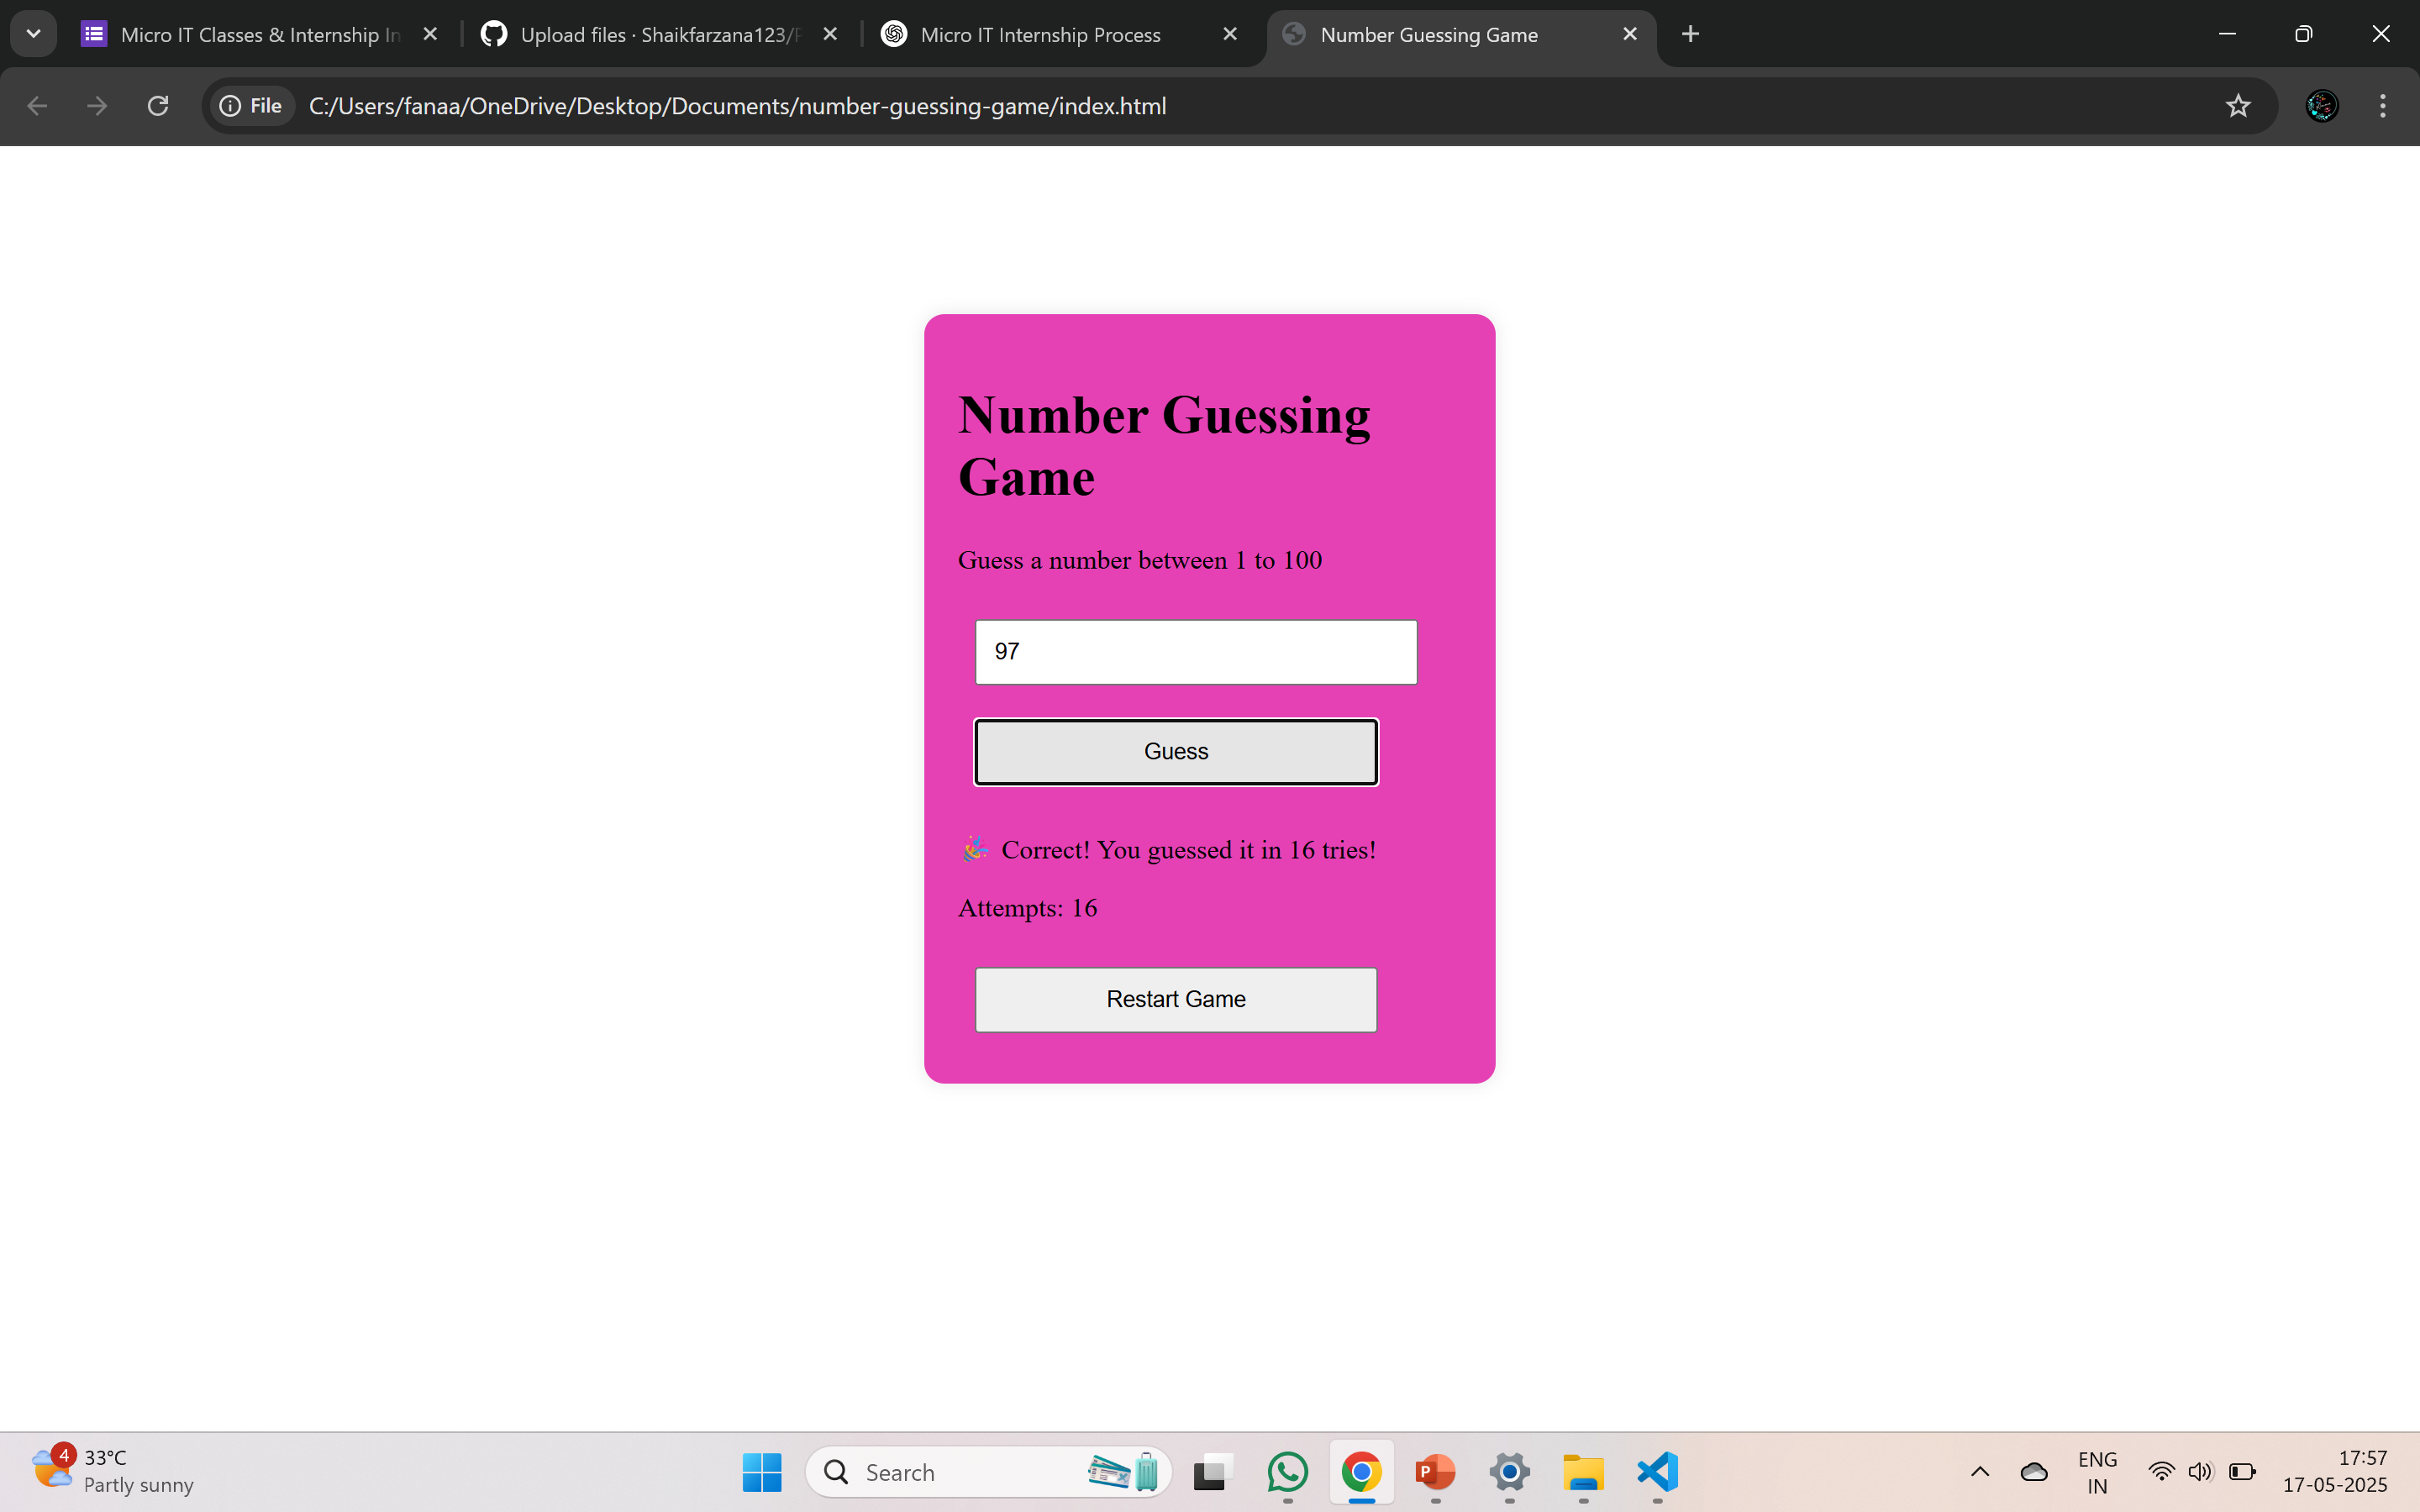 Micro IT Classes & Internship In
Upload files · Shaikfarzana123/P
Micro IT Internship Process
Number Guessing Game
File
C:/Users/fanaa/OneDrive/Desktop/Documents/number-guessing-game/index.html
Number Guessing
Game
Guess a number between 1 to 100
97
Guess
🎉 Correct! You guessed it in 16 tries!
Attempts: 16
Restart Game
4
33°C
Partly sunny
Search
P
ENG
IN
17:57
17-05-2025